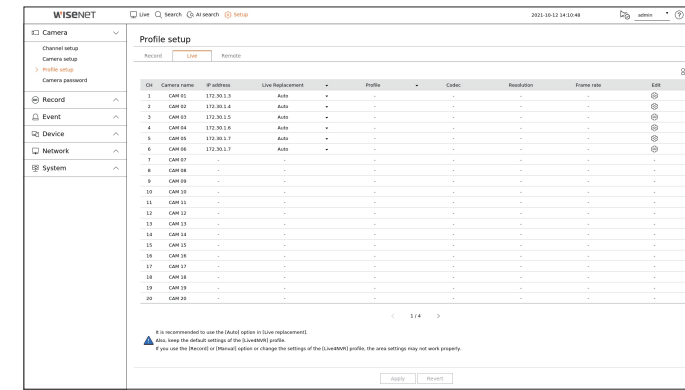 WISENET Live Search AI search Setup 2021-10-12 14:10:48 admin ?
Camera
Channel setup
Camera setup
> Profile setup
Camera password
Record
Event
Device
Network
System
Profile setup
Record Live Remote
CH Camera name IP address Live Replacement Profile Codec Resolution Frame rate Edit
1 CAM 01 172.30.1.3 Auto - - - -
2 CAM 02 172.30.1.4 Auto - - - -
3 CAM 03 172.30.1.5 Auto - - - -
4 CAM 04 172.30.1.6 Auto - - - -
5 CAM 05 172.30.1.7 Auto - - - -
6 CAM 06 172.30.1.7 Auto - - - -
7 CAM 07 - - - - - - -
8 CAM 08 - - - - - - -
9 CAM 09 - - - - - - -
10 CAM 10 - - - - - - -
11 CAM 11 - - - - - - -
12 CAM 12 - - - - - - -
13 CAM 13 - - - - - - -
14 CAM 14 - - - - - - -
15 CAM 15 - - - - - - -
16 CAM 16 - - - - - - -
17 CAM 17 - - - - - - -
18 CAM 18 - - - - - - -
19 CAM 19 - - - - - - -
20 CAM 20 - - - - - - -
< 1 / 4 >
It is recommended to use the [Auto] option in [Live replacement].
Also, keep the default settings of the [Live4NVR] profile.
If you use the [Record] or [Manual] option or change the settings of the [Live4NVR] profile, the area settings may not work properly.
Apply Revert